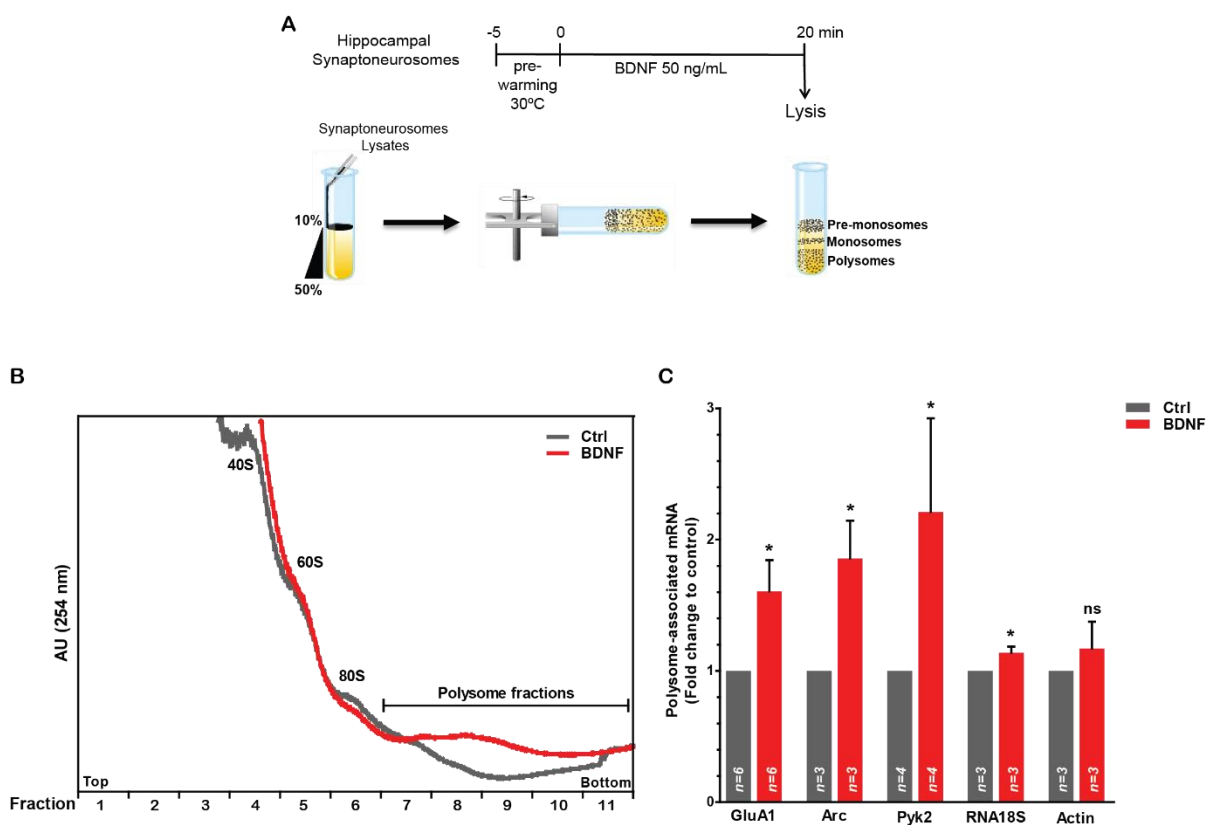 A
Hippocampal
Synaptoneurosomes
-5
0
20 min
pre-
warming
30ºC
BDNF 50 ng/mL
Lysis
Synaptoneurosomes
Lysates
10%
50%
Pre-monosomes
Monosomes
Polysomes
B
AU (254 nm)
Ctrl
BDNF
40S
60S
80S
Polysome fractions
Top
Bottom
Fraction
1 2 3 4 5 6 7 8 9 10 11
C
Ctrl
BDNF
Polysome-associated mRNA
(Fold change to control)
3
2
1
0
* * * * ns
n=6 n=6 n=3 n=3 n=4 n=4 n=3 n=3 n=3 n=3
GluA1 Arc Pyk2 RNA18S Actin